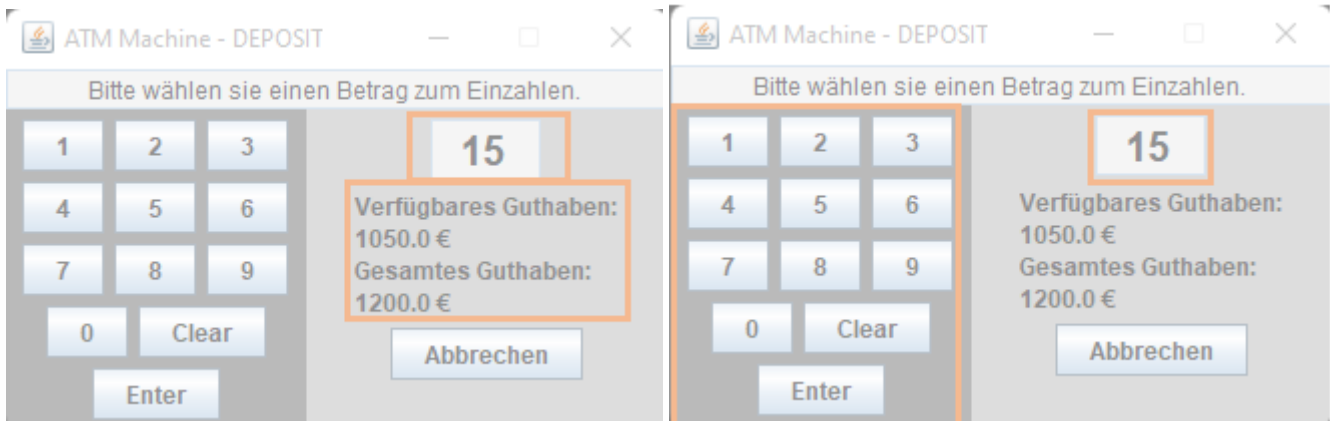 ATM Machine - DEPOSIT
Bitte wählen sie einen Betrag zum Einzahlen.
1 2 3
4 5 6
7 8 9
0 Clear
Enter
15
Verfügbares Guthaben:
1050.0 €
Gesamtes Guthaben:
1200.0 €
Abbrechen
ATM Machine - DEPOSIT
Bitte wählen sie einen Betrag zum Einzahlen.
1 2 3
4 5 6
7 8 9
0 Clear
Enter
15
Verfügbares Guthaben:
1050.0 €
Gesamtes Guthaben:
1200.0 €
Abbrechen